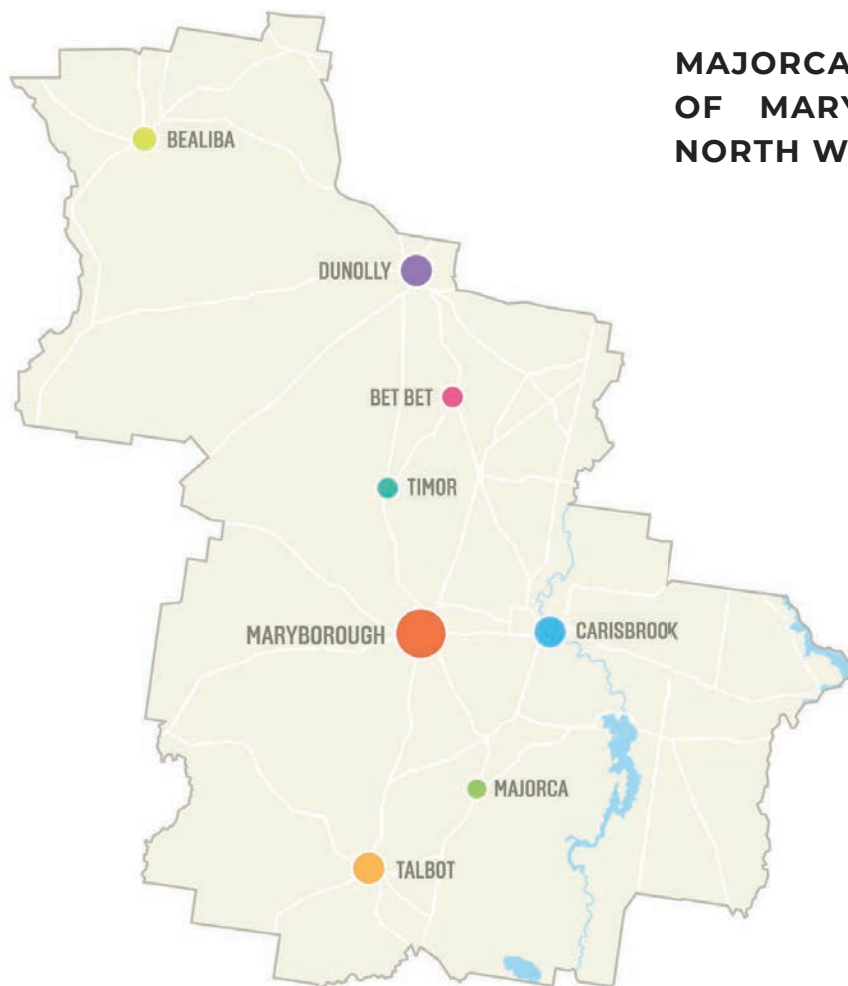 MAJORCA
OF MARY
NORTH W
BEALIBA
DUNOLLY
BET BET
TIMOR
MARYBOROUGH
CARISBROOK
MAJORCA
TALBOT